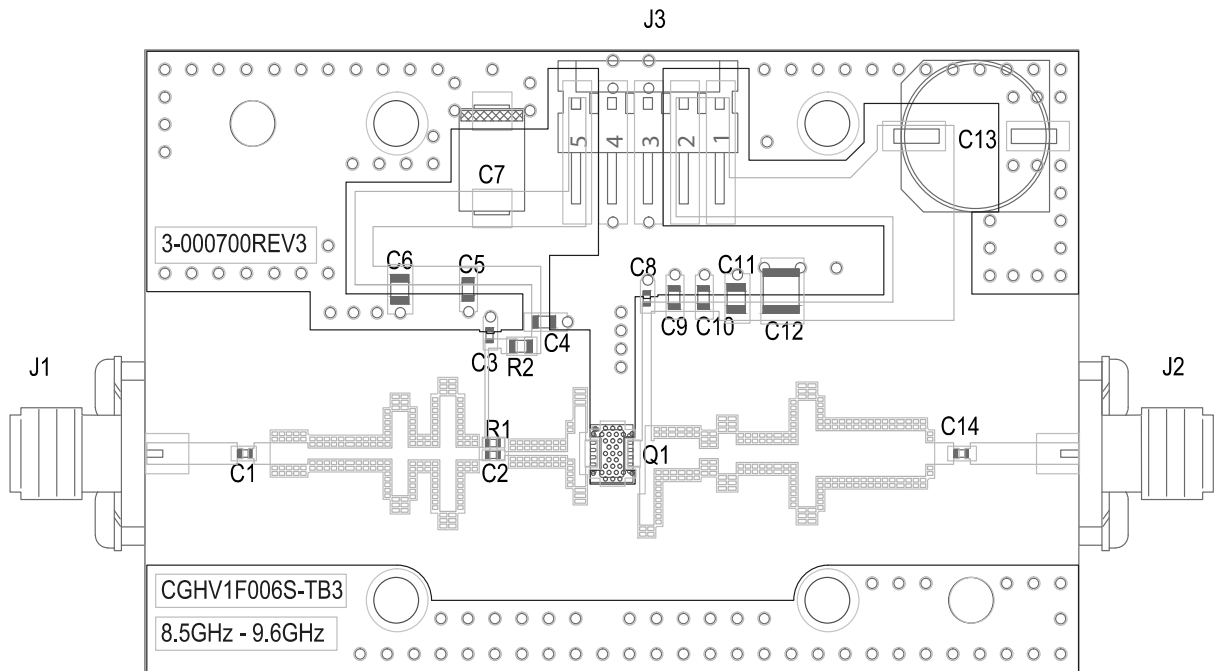 J3
5 4 3 2 1
C13
C7
3-000700REV3
C6 C5 C8 C11
C9 C10 C12
C4
C3 R2
J1 J2
R1 C14
C1 C2 Q1
CGHV1F006S-TB3
8.5GHz - 9.6GHz